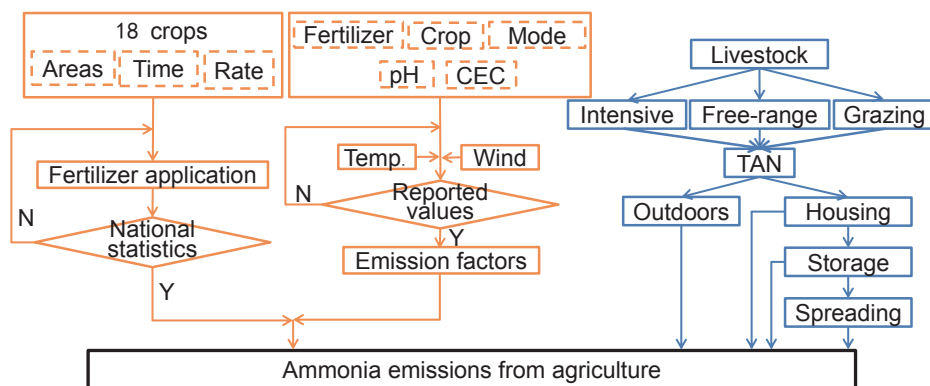 18 crops
Areas Time Rate
Fertilizer Crop Mode
pH CEC
Livestock
Intensive Free-range Grazing
Temp. Wind
TAN
Fertilizer application
N
National statistics
Y
N
Reported values
Y
Emission factors
Outdoors Housing
Storage
Spreading
Ammonia emissions from agriculture